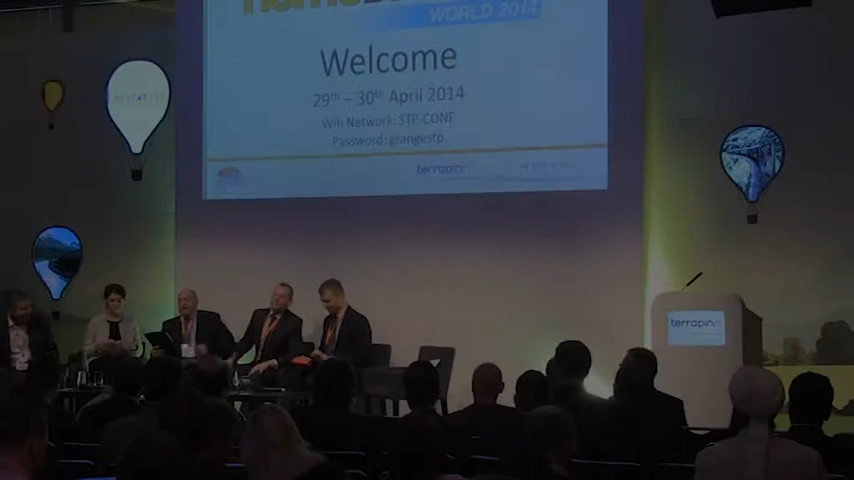 WORLD 2014
Welcome
29th – 30th April 2014
Wifi Network: STP-CONF
Password: grangestp
terrapinn
terrapinn